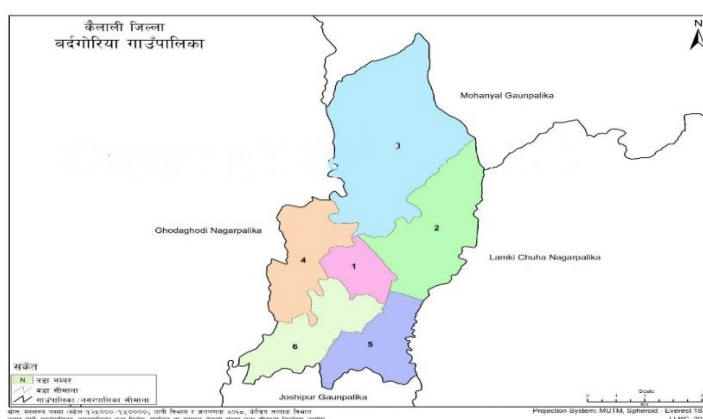 कैलाली जिल्ला
बर्दगोरिया गाउँपालिका
N
Mohanyal Gaunpalika
3
2
Ghodaghodi Nagarpalika
4
1
Lamki Chuha Nagarpalika
6
5
Joshipur Gaunpalika
संकेत
N वडा नम्बर
वडा सीमाना
गाउँपालिका/नगरपालिका सीमाना
Scale
Projection System: MUTM, Spheroid - Everest 18